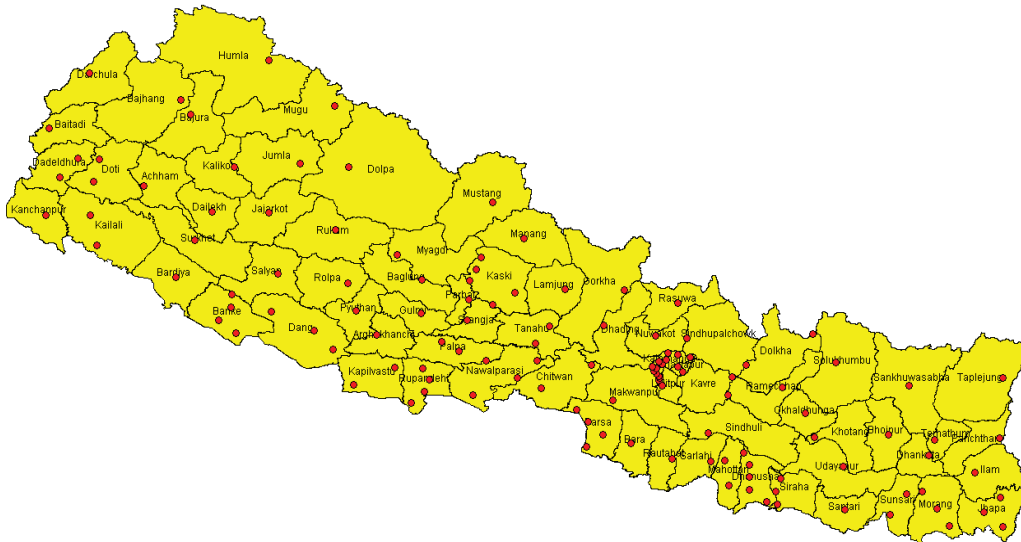 Humla
Darchula
Bajhang
Bajura
Mugu
Baitadi
Dadeldhura
Doti
Achham
Kalikot
Jumla
Dolpa
Mustang
Kanchanpur
Kailali
Dailekh
Jajarkot
Surkhet
Rukum
Manang
Myagdi
Bardiya
Salyan
Rolpa
Baglung
Kaski
Lamjung
Gorkha
Parbat
Rasuwa
Banke
Pyuthan
Gulmi
Syangja
Tanahu
Dhading
Nuwakot
Sindhupalchowk
Dang
Arghakhanchi
Palpa
Dolkha
Solukhumbu
Kapilvastu
Rupandehi
Nawalparasi
Chitwan
Makwanpur
Lalitpur
Kavre
Ramechhap
Sankhuwasabha
Taplejung
Okhaldhunga
Khotang
Bhojpur
Terhathum
Panchthar
Parsa
Bara
Rautahat
Sarlahi
Sindhuli
Mahottari
Dhanusha
Siraha
Udaypur
Dhankuta
Ilam
Saptari
Sunsari
Morang
Jhapa